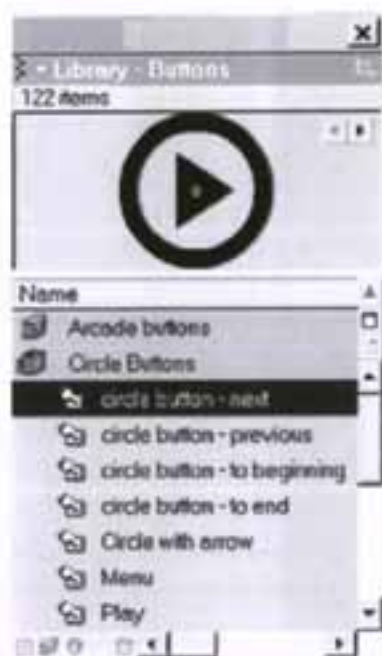 Library - Buttons
122 items
Name
Arcade buttons
Circle Buttons
circle button - next
circle button - previous
circle button - to beginning
circle button - to end
Circle with arrow
Menu
Play